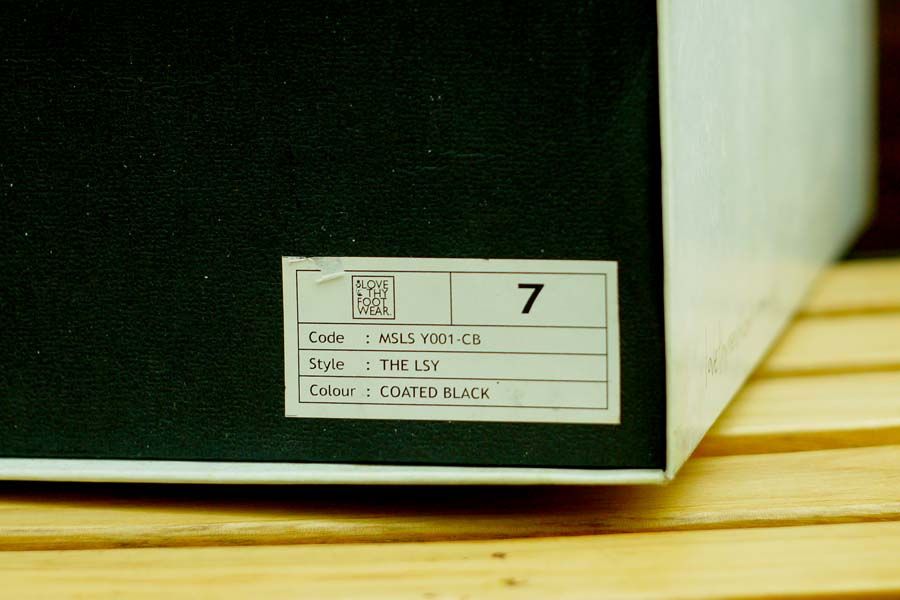 LOVE
THY
FOOT
WEAR.
7
Code : MSLS Y001-CB
Style : THE LSY
Colour : COATED BLACK